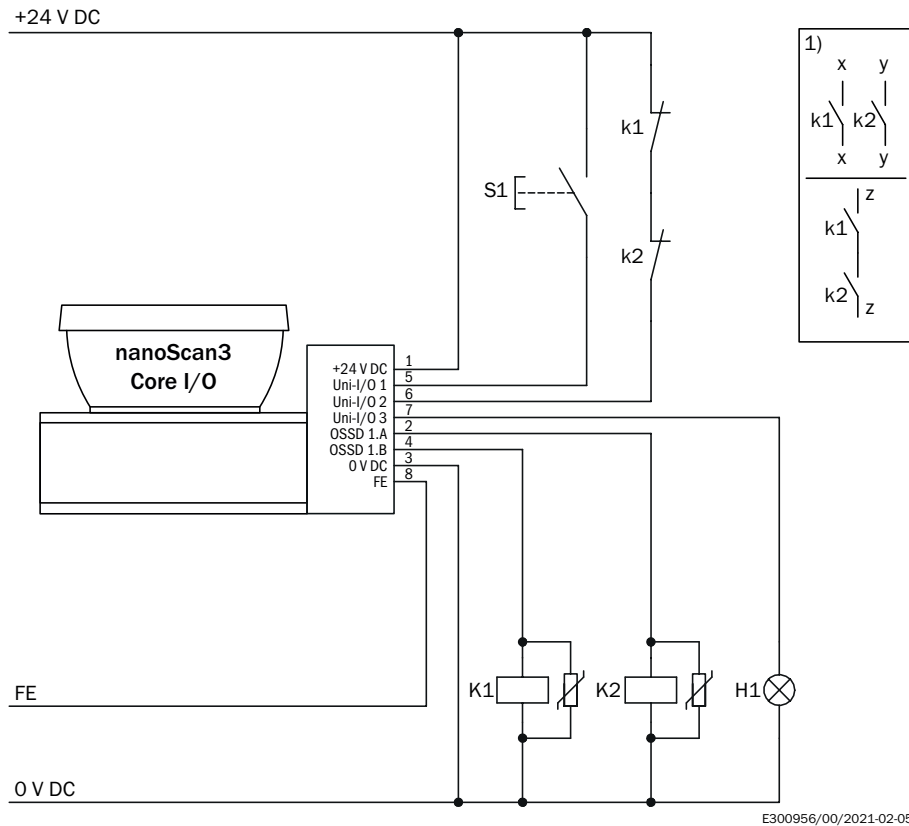 +24 V DC
1)
x y
k1 k2
x y
z
k1
k2
z
k1
S1
k2
nanoScan3
Core I/O
+24 V DC 1
Uni-I/O 1 5
Uni-I/O 2 6
Uni-I/O 3 7
OSSD 1.A 2
OSSD 1.B 4
0 V DC 3
FE 8
FE
K1
K2
H1
0 V DC
E300956/00/2021-02-05